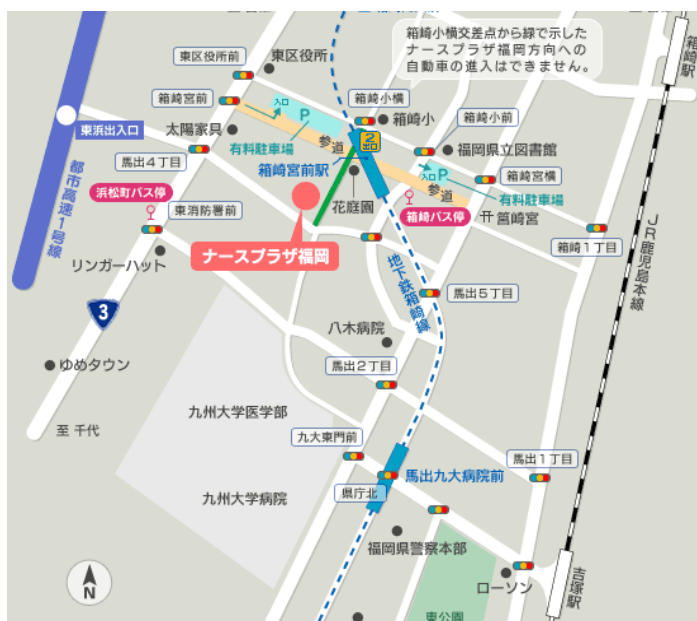 箱崎小横交差点から緑で示した
ナースプラザ福岡方向への
自動車の進入はできません。
箱崎駅
東区役所前
東区役所
箱崎宮前
入口
P
箱崎小横
箱崎小
2
出口
箱崎小前
東浜出入口
太陽家具
有料駐車場
参道
福岡県立図書館
馬出4丁目
箱崎宮前駅
入口
P
箱崎宮横
浜松町バス停
参道
有料駐車場
都市高速1号線
東消防署前
花庭園
箱崎バス停
筥崎宮
箱崎1丁目
ナースプラザ福岡
リンガーハット
地下鉄箱崎線
JR鹿児島本線
馬出5丁目
3
八木病院
ゆめタウン
馬出2丁目
九州大学医学部
至 千代
九大東門前
馬出1丁目
馬出九大病院前
九州大学病院
県庁北
福岡県警察本部
N
ローソン
吉塚駅
東公園